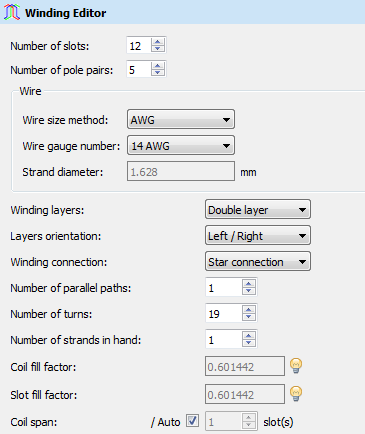 Winding Editor
Number of slots: 12
Number of pole pairs: 5
Wire
Wire size method: AWG
Wire gauge number: 14 AWG
Strand diameter: 1.628 mm
Winding layers: Double layer
Layers orientation: Left / Right
Winding connection: Star connection
Number of parallel paths: 1
Number of turns: 19
Number of strands in hand: 1
Coil fill factor: 0.601442
Slot fill factor: 0.601442
Coil span: / Auto 1 slot(s)